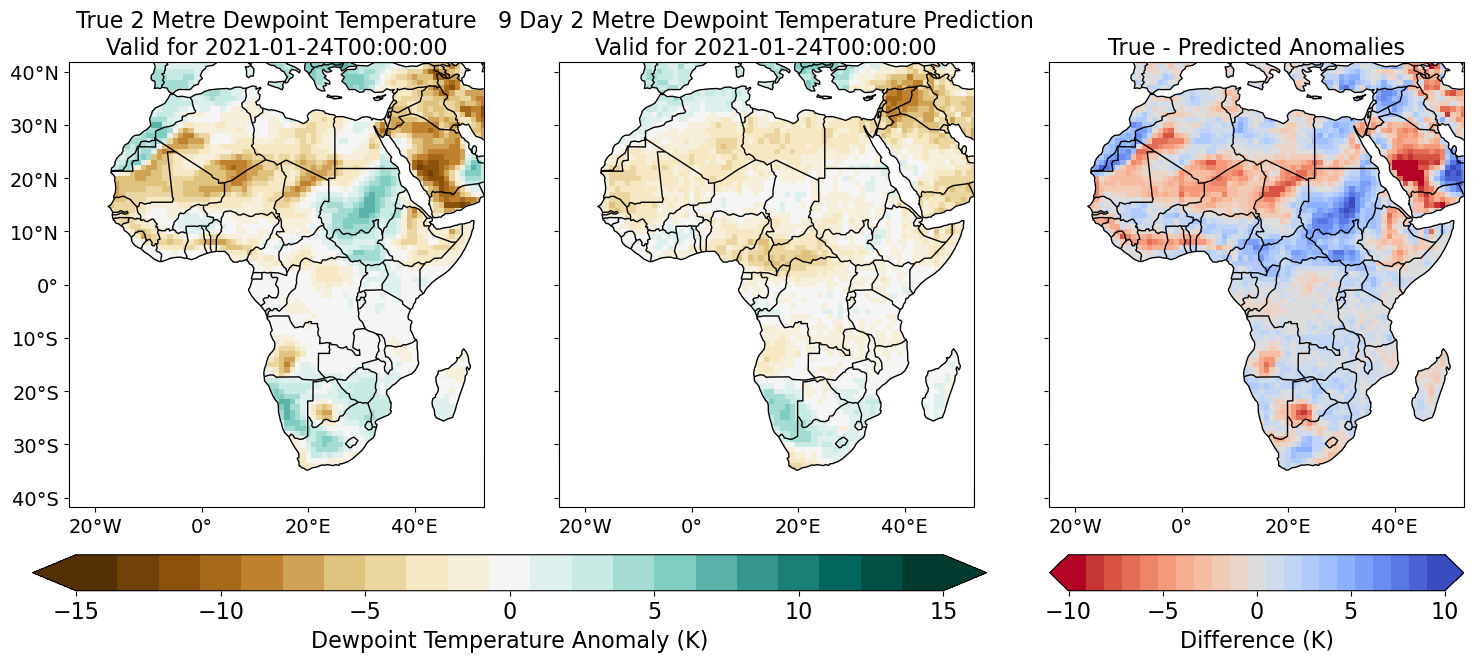 True 2 Metre Dewpoint Temperature
Valid for 2021-01-24T00:00:00
9 Day 2 Metre Dewpoint Temperature Prediction
Valid for 2021-01-24T00:00:00
True - Predicted Anomalies
40°N
30°N
20°N
10°N
0°
10°S
20°S
30°S
40°S
20°W 0° 20°E 40°E
20°W 0° 20°E 40°E
20°W 0° 20°E 40°E
−15 −10 −5 0 5 10 15
Dewpoint Temperature Anomaly (K)
−10 −5 0 5 10
Difference (K)